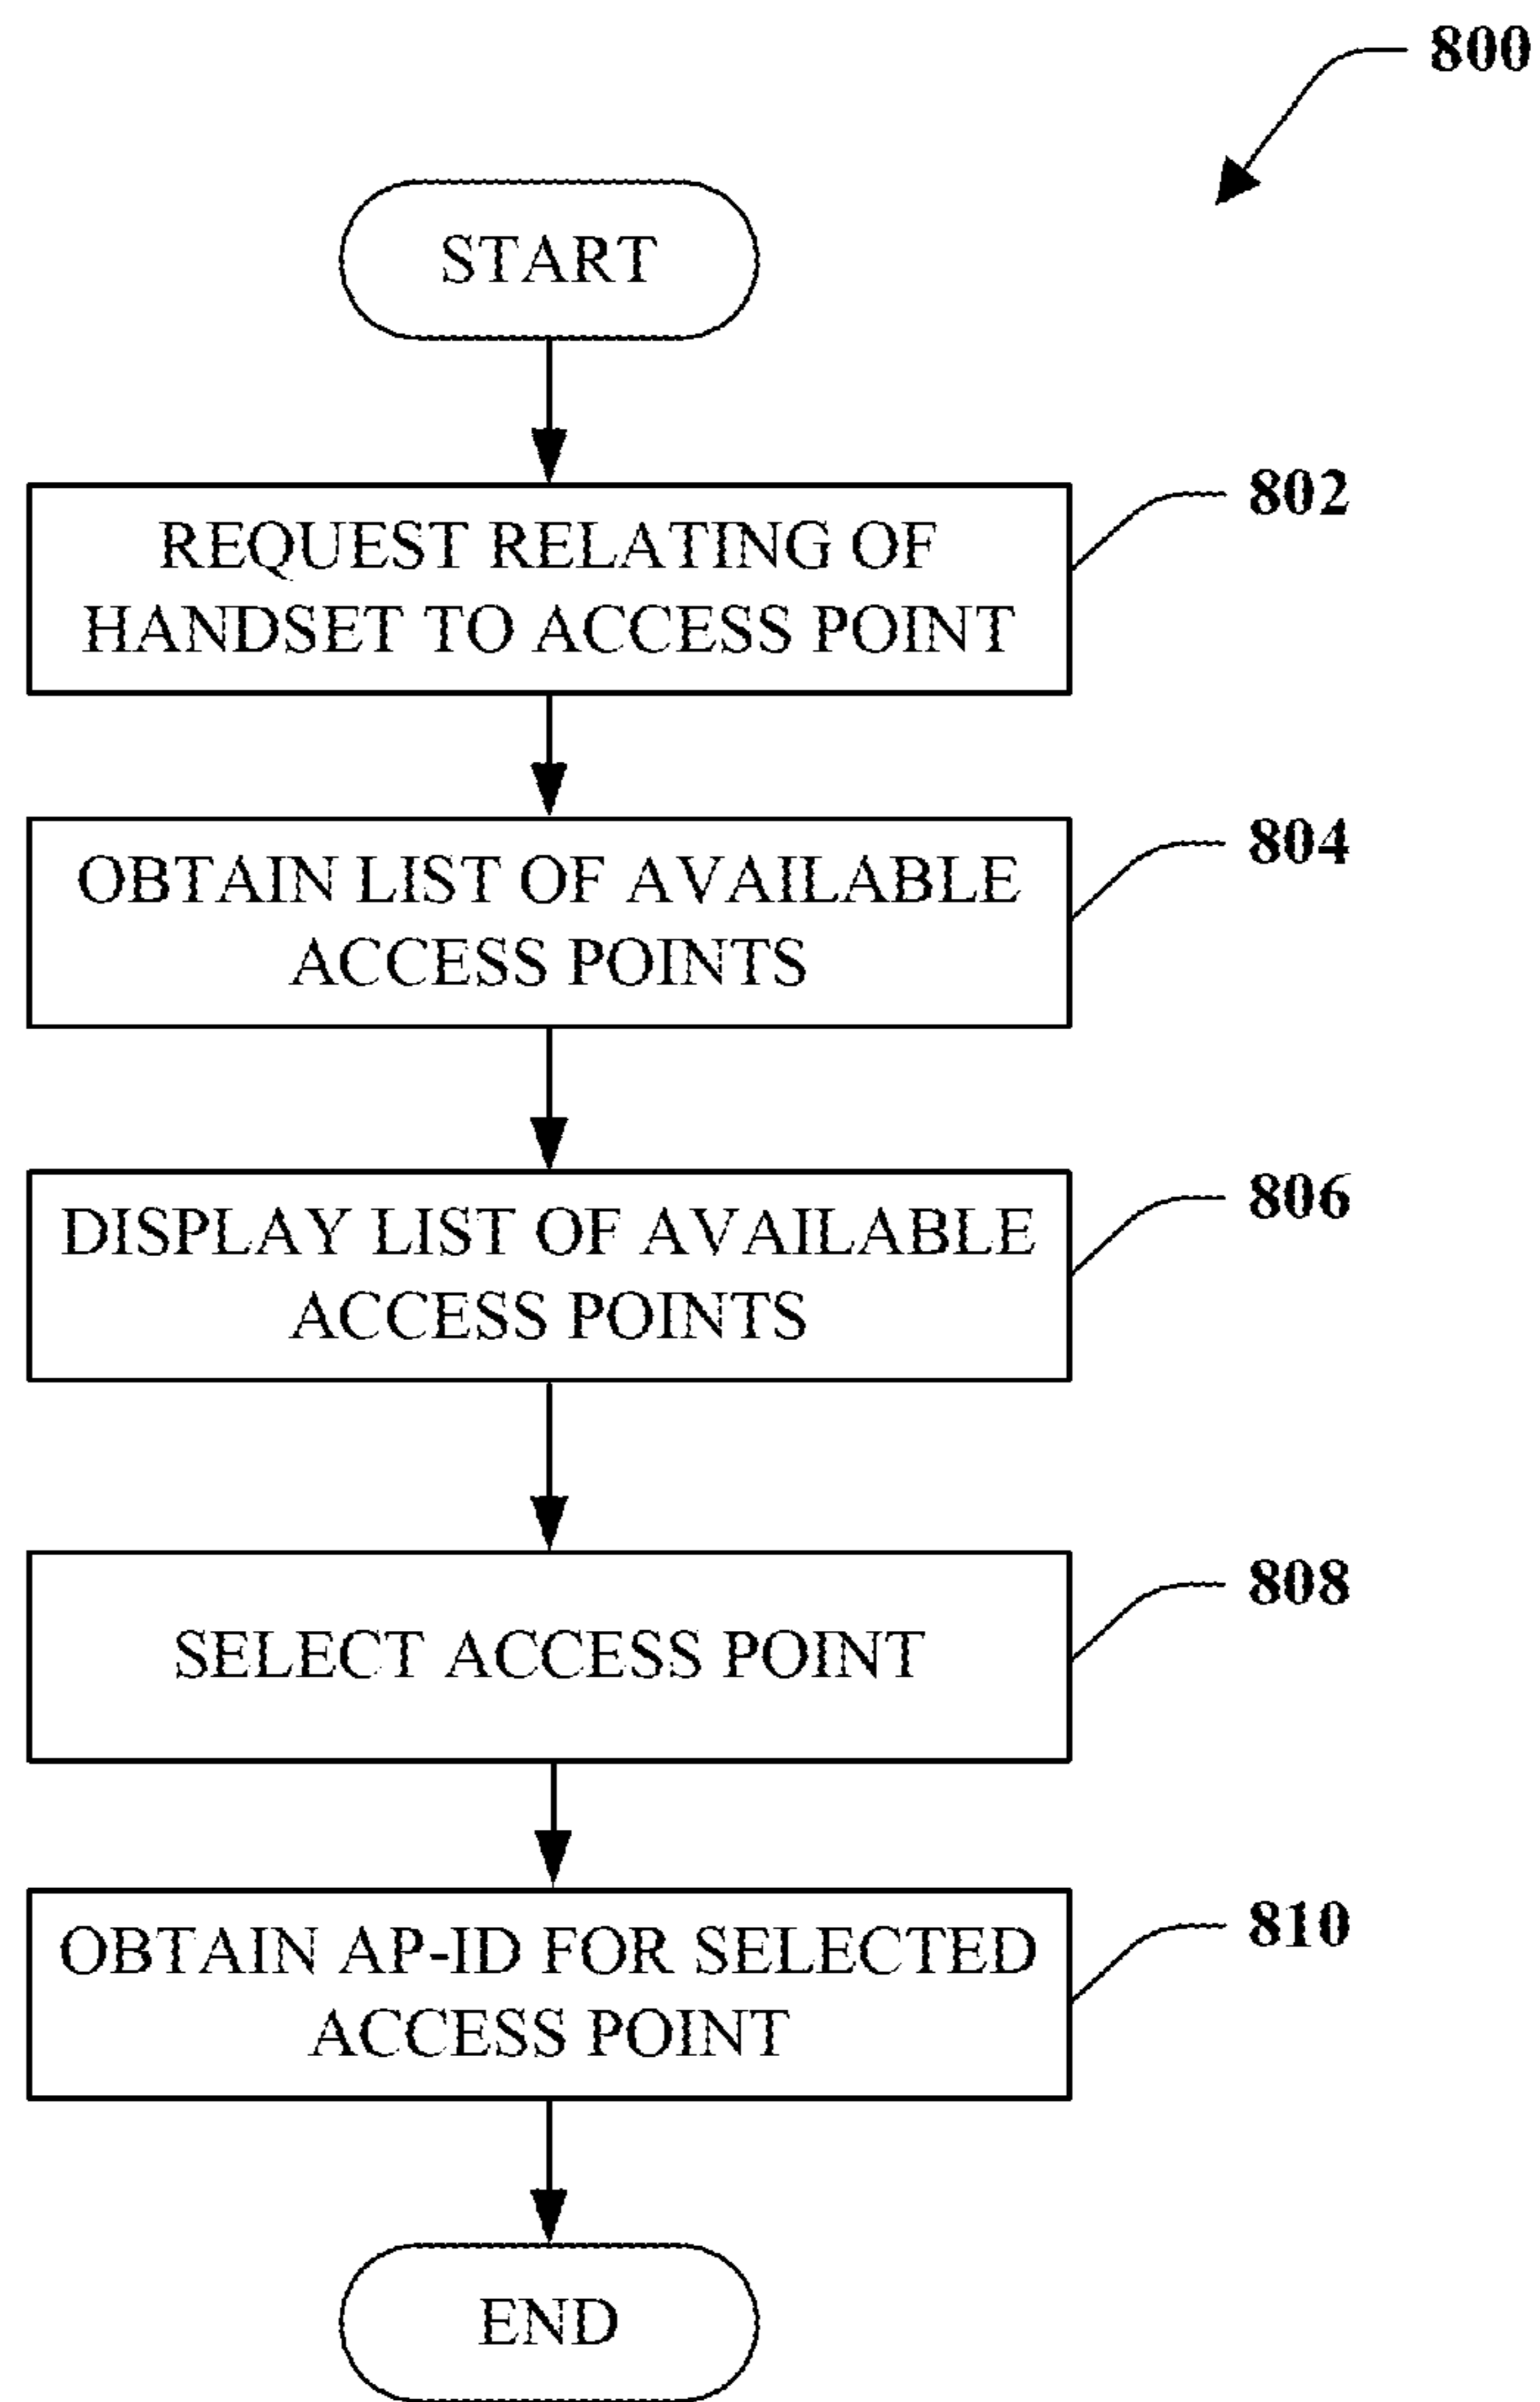 800
START
REQUEST RELATING OF
HANDSET TO ACCESS POINT
802
OBTAIN LIST OF AVAILABLE
ACCESS POINTS
804
DISPLAY LIST OF AVAILABLE
ACCESS POINTS
806
SELECT ACCESS POINT
808
OBTAIN AP-ID FOR SELECTED
ACCESS POINT
810
END